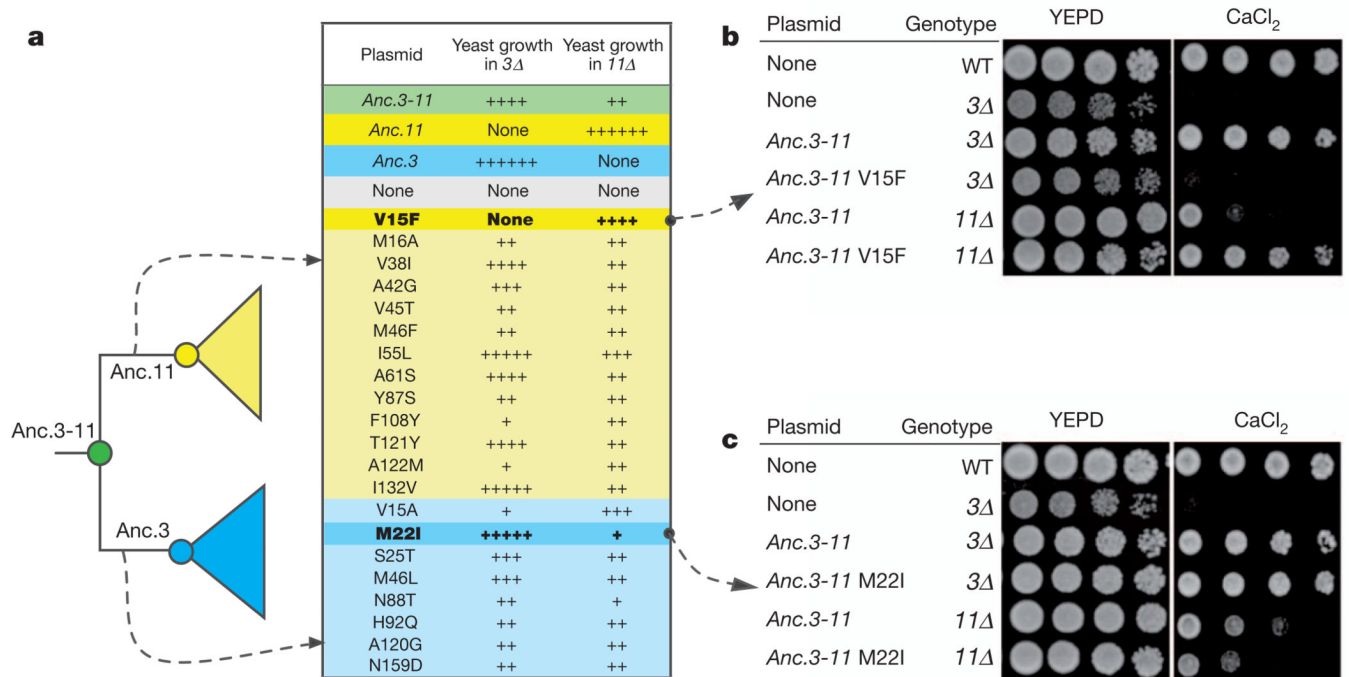 a
Plasmid Yeast growth in 3Δ Yeast growth in 11Δ
Anc.3-11 ++++ ++
Anc.11 None ++++++
Anc.3 ++++++ None
None None None
V15F None ++++
M16A ++ ++
V38I ++++ ++
A42G +++ ++
V45T ++ ++
M46F ++ ++
I55L +++++ +++
A61S ++++ ++
Y87S ++ ++
F108Y + ++
T121Y ++++ ++
A122M + ++
I132V +++++ ++
V15A + +++
M22I +++++ +
S25T +++ ++
M46L +++ ++
N88T ++ +
H92Q ++ ++
A120G ++ ++
N159D ++ ++
Anc.11
Anc.3-11
Anc.3
b
Plasmid Genotype YEPD CaCl₂
None WT
None 3Δ
Anc.3-11 3Δ
Anc.3-11 V15F 3Δ
Anc.3-11 11Δ
Anc.3-11 V15F 11Δ
c
Plasmid Genotype YEPD CaCl₂
None WT
None 3Δ
Anc.3-11 3Δ
Anc.3-11 M22I 3Δ
Anc.3-11 11Δ
Anc.3-11 M22I 11Δ